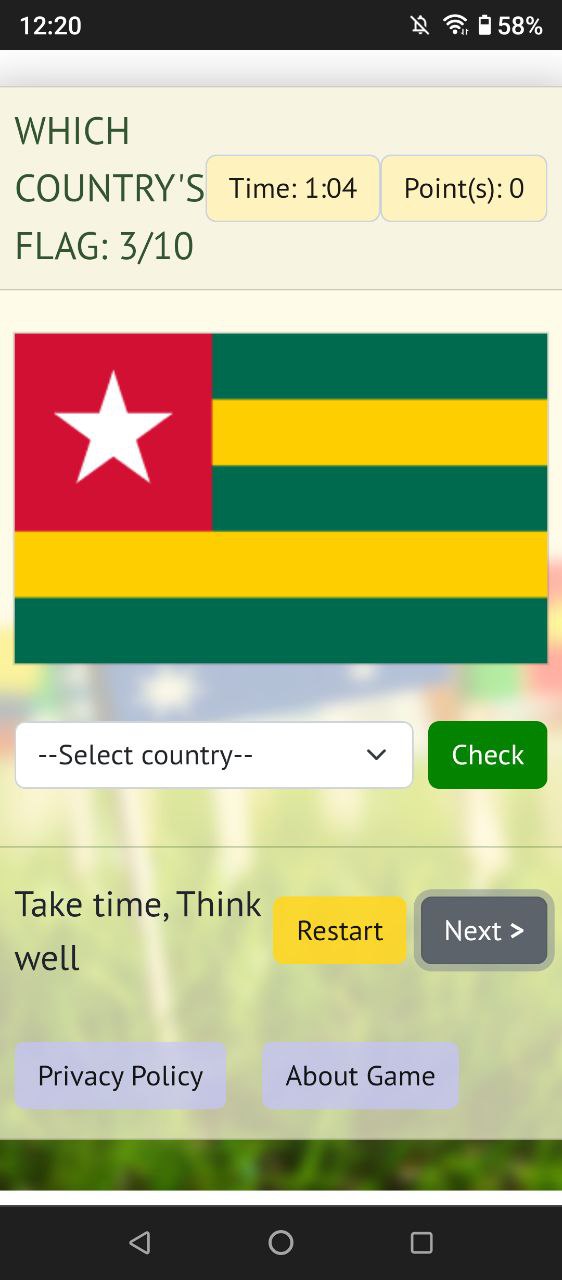 12:20
58%
WHICH
COUNTRY'S
FLAG: 3/10
Time: 1:04
Point(s): 0
--Select country--
Check
Take time, Think
well
Restart
Next >
Privacy Policy
About Game